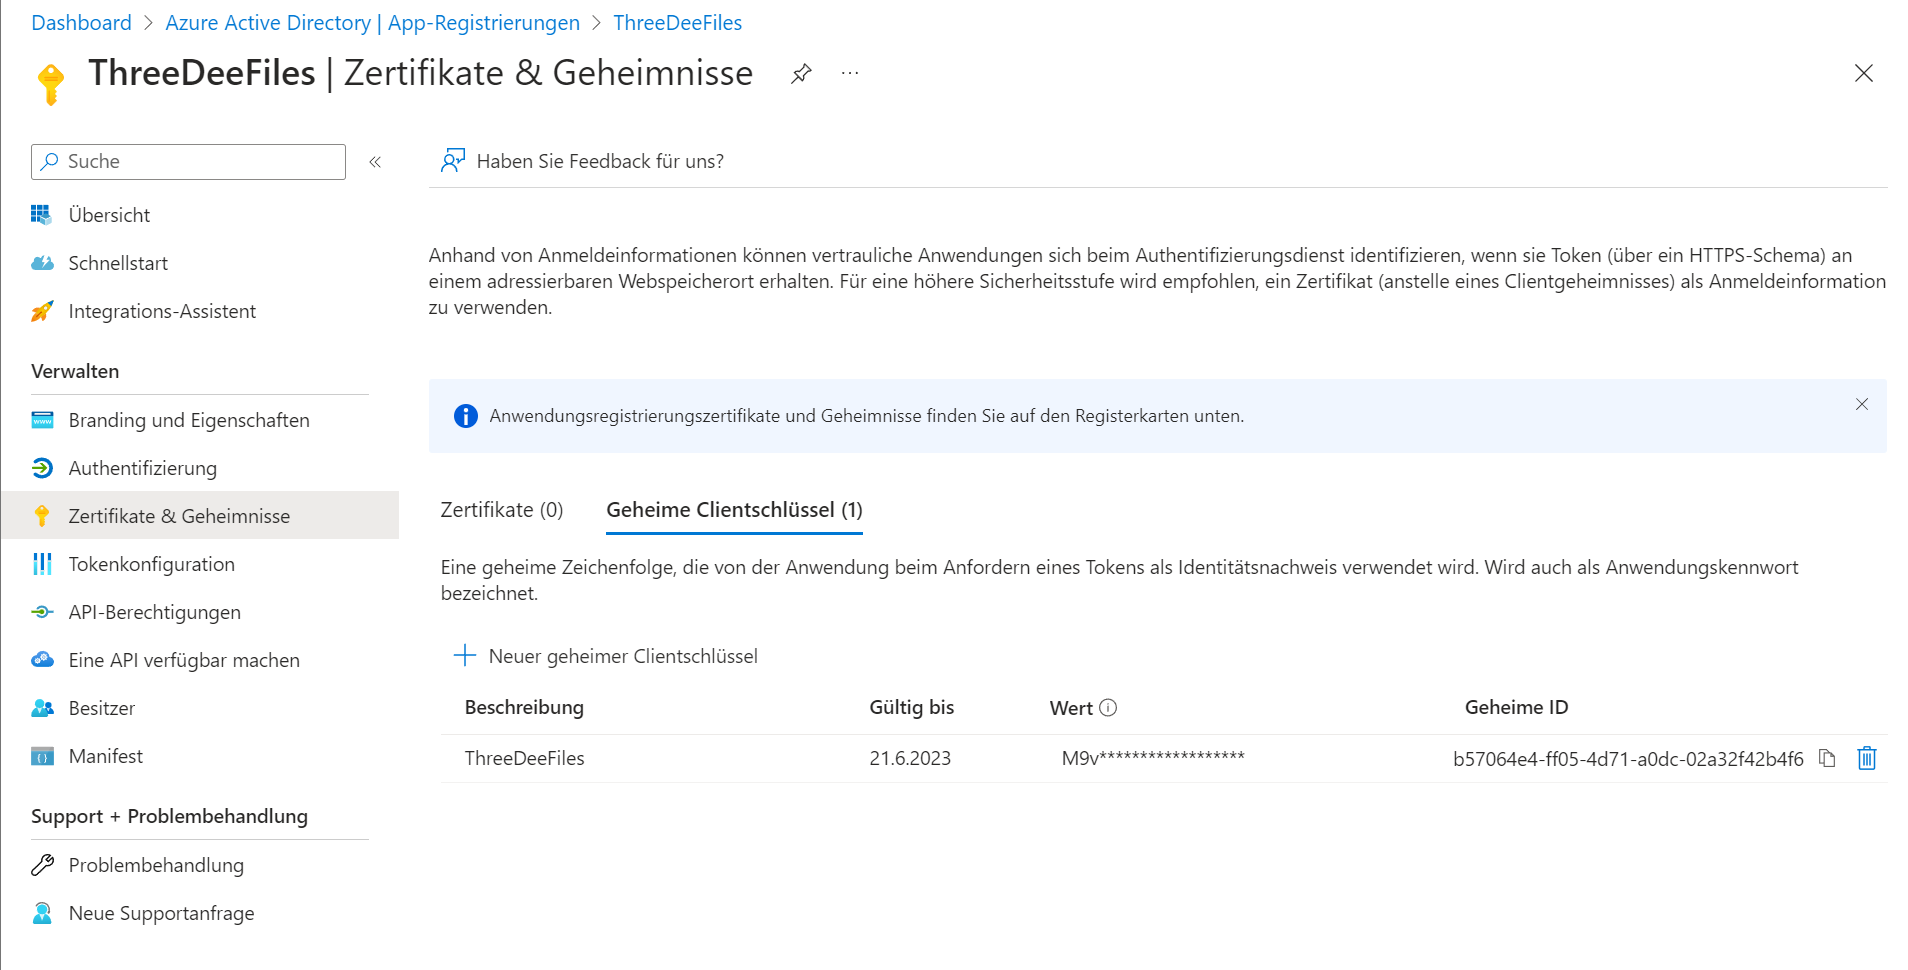 Dashboard > Azure Active Directory | App-Registrierungen > ThreeDeeFiles
ThreeDeeFiles | Zertifikate & Geheimnisse ...
Suche
«
Haben Sie Feedback für uns?
Übersicht
Schnellstart
Integrations-Assistent
Verwalten
Branding und Eigenschaften
Authentifizierung
Zertifikate & Geheimnisse
Tokenkonfiguration
API-Berechtigungen
Eine API verfügbar machen
Besitzer
Manifest
Support + Problembehandlung
Problembehandlung
Neue Supportanfrage
Anhand von Anmeldeinformationen können vertrauliche Anwendungen sich beim Authentifizierungsdienst identifizieren, wenn sie Token (über ein HTTPS-Schema) an
einem adressierbaren Webspeicherort erhalten. Für eine höhere Sicherheitsstufe wird empfohlen, ein Zertifikat (anstelle eines Clientgeheimnisses) als Anmeldeinformation
zu verwenden.
Anwendungsregistrierungszertifikate und Geheimnisse finden Sie auf den Registerkarten unten.
Zertifikate (0) Geheime Clientschlüssel (1)
Eine geheime Zeichenfolge, die von der Anwendung beim Anfordern eines Tokens als Identitätsnachweis verwendet wird. Wird auch als Anwendungskennwort
bezeichnet.
Neuer geheimer Clientschlüssel
Beschreibung Gültig bis Wert Geheime ID
ThreeDeeFiles 21.6.2023 M9v****************** b57064e4-ff05-4d71-a0dc-02a32f42b4f6